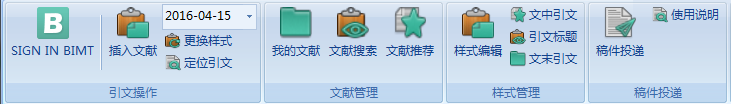 SIGN IN BIMT
插入文献
2016-04-15
更换样式
定位引文
引文操作
我的文献
文献搜索
文献推荐
文献管理
样式编辑
文中引文
引文标题
文末引文
样式管理
稿件投递
使用说明
稿件投递